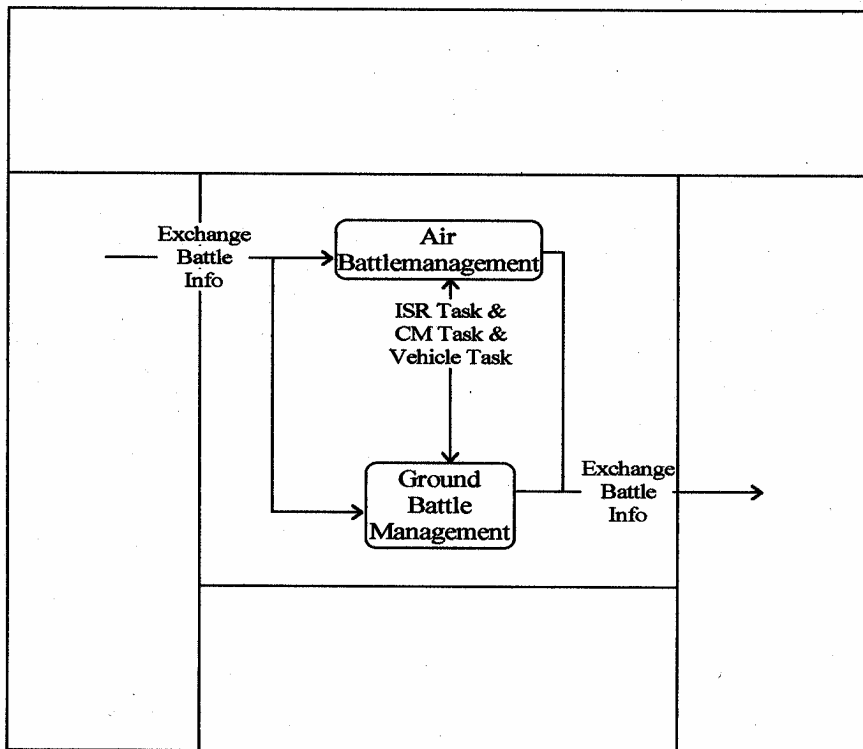 Exchange
Battle
Info
Air
Battlemanagement
ISR Task &
CM Task &
Vehicle Task
Ground
Battle
Management
Exchange
Battle
Info